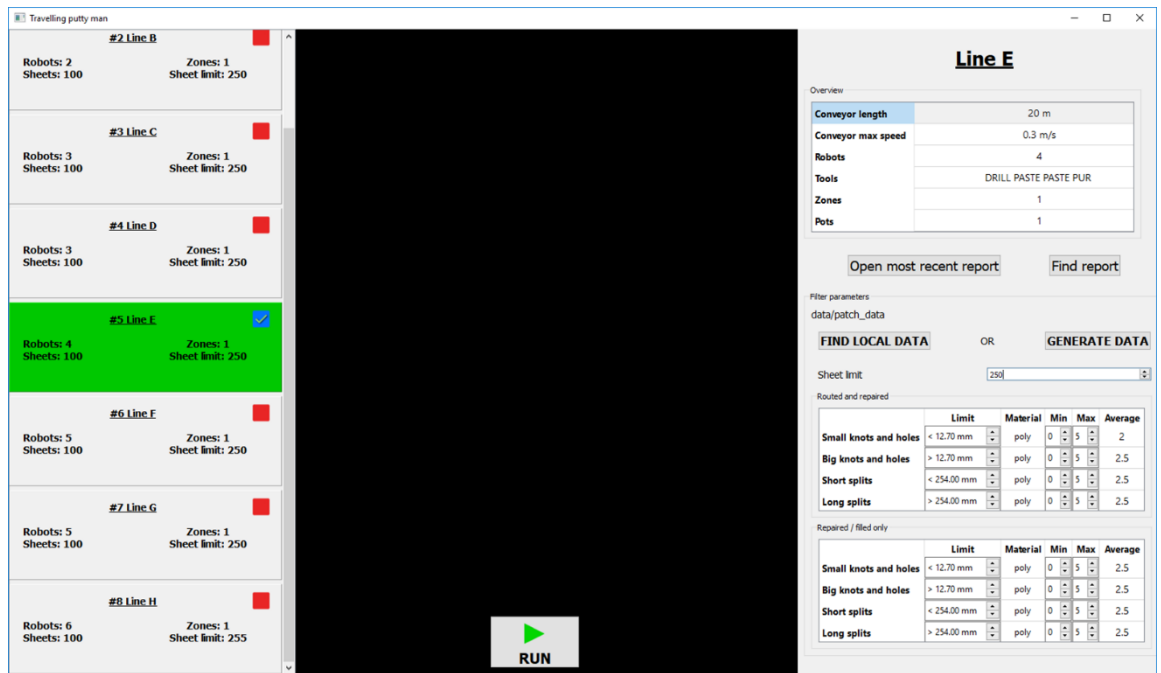 Travelling putty man
#2 Line B
Robots: 2 Zones: 1
Sheets: 100 Sheet limit: 250
#3 Line C
Robots: 3 Zones: 1
Sheets: 100 Sheet limit: 250
#4 Line D
Robots: 3 Zones: 1
Sheets: 100 Sheet limit: 250
#5 Line E
Robots: 4 Zones: 1
Sheets: 100 Sheet limit: 250
#6 Line F
Robots: 5 Zones: 1
Sheets: 100 Sheet limit: 250
#7 Line G
Robots: 5 Zones: 1
Sheets: 100 Sheet limit: 250
#8 Line H
Robots: 6 Zones: 1
Sheets: 100 Sheet limit: 255
RUN
Line E
Overview
Conveyor length 20 m
Conveyor max speed 0.3 m/s
Robots 4
Tools DRILL PASTE PASTE PUR
Zones 1
Pots 1
Open most recent report Find report
Filter parameters
data/patch_data
FIND LOCAL DATA OR GENERATE DATA
Sheet limit 250
Routed and repaired
Limit Material Min Max Average
Small knots and holes < 12.70 mm poly 0 5 2
Big knots and holes > 12.70 mm poly 0 5 2.5
Short splits < 254.00 mm poly 0 5 2.5
Long splits > 254.00 mm poly 0 5 2.5
Repaired / filled only
Limit Material Min Max Average
Small knots and holes < 12.70 mm poly 0 5 2.5
Big knots and holes > 12.70 mm poly 0 5 2.5
Short splits < 254.00 mm poly 0 5 2.5
Long splits > 254.00 mm poly 0 5 2.5